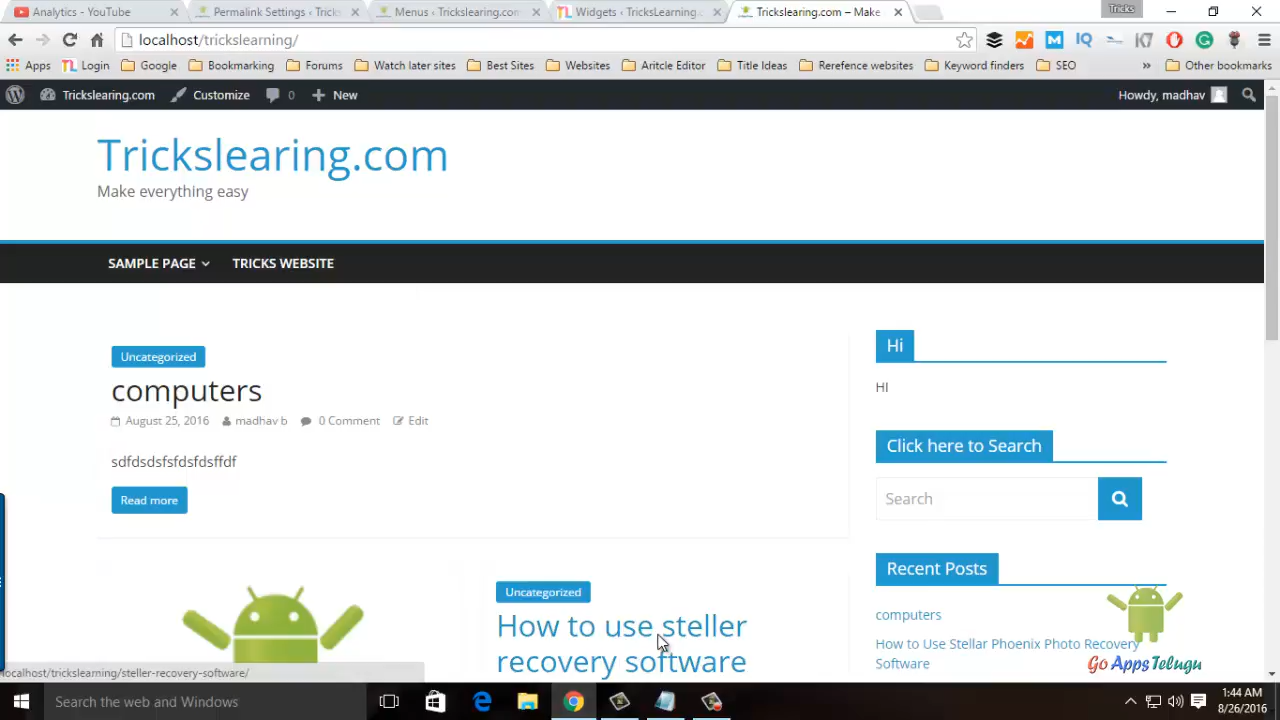 Analytics - YouTube
Permalink Settings ‹ Tricks
Menus ‹ Trickslearing.com
Widgets ‹ TricksLearning.c
Trickslearing.com – Make
Tricks
localhost/trickslearning/
Apps
Login
Google
Bookmarking
Forums
Watch later sites
Best Sites
Websites
Aritcle Editor
Title Ideas
Rerefence websites
Keyword finders
SEO
»
Other bookmarks
Trickslearing.com
Customize
0
New
Howdy, madhav
Trickslearing.com
Make everything easy
SAMPLE PAGE
TRICKS WEBSITE
Uncategorized
computers
August 25, 2016 madhav b 0 Comment Edit
sdfdsdsfsfdsfdsffdf
Read more
Hi
HI
Click here to Search
Search
Recent Posts
computers
How to Use Stellar Phoenix Photo Recovery
Software
Uncategorized
How to use steller
recovery software
Go Apps Telugu
localhost/trickslearning/steller-recovery-software/
Search the web and Windows
1:44 AM
8/26/2016